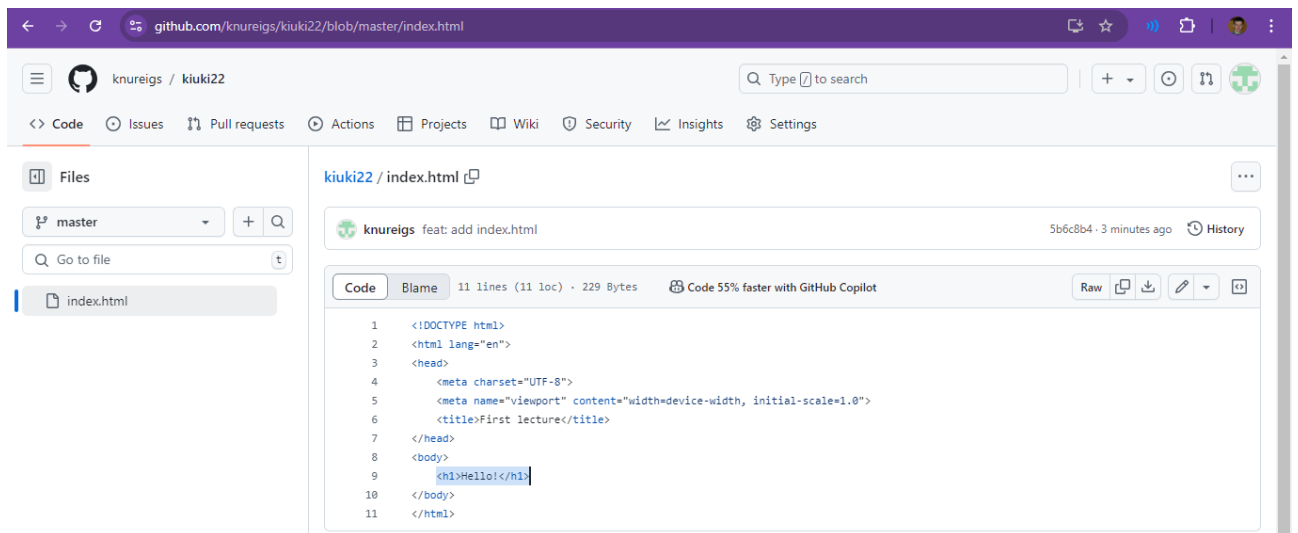 github.com/knureigs/kiuki22/blob/master/index.html
knureigs / kiuki22
Type / to search
<> Code Issues Pull requests Actions Projects Wiki Security Insights Settings
Files
kiuki22 / index.html
master
knureigs feat: add index.html 5b6c8b4 · 3 minutes ago History
Go to file t
index.html
Code Blame 11 lines (11 loc) · 229 Bytes Code 55% faster with GitHub Copilot Raw
1 <!DOCTYPE html>
2 <html lang="en">
3 <head>
4 <meta charset="UTF-8">
5 <meta name="viewport" content="width=device-width, initial-scale=1.0">
6 <title>First lecture</title>
7 </head>
8 <body>
9 <h1>Hello!</h1>
10 </body>
11 </html>